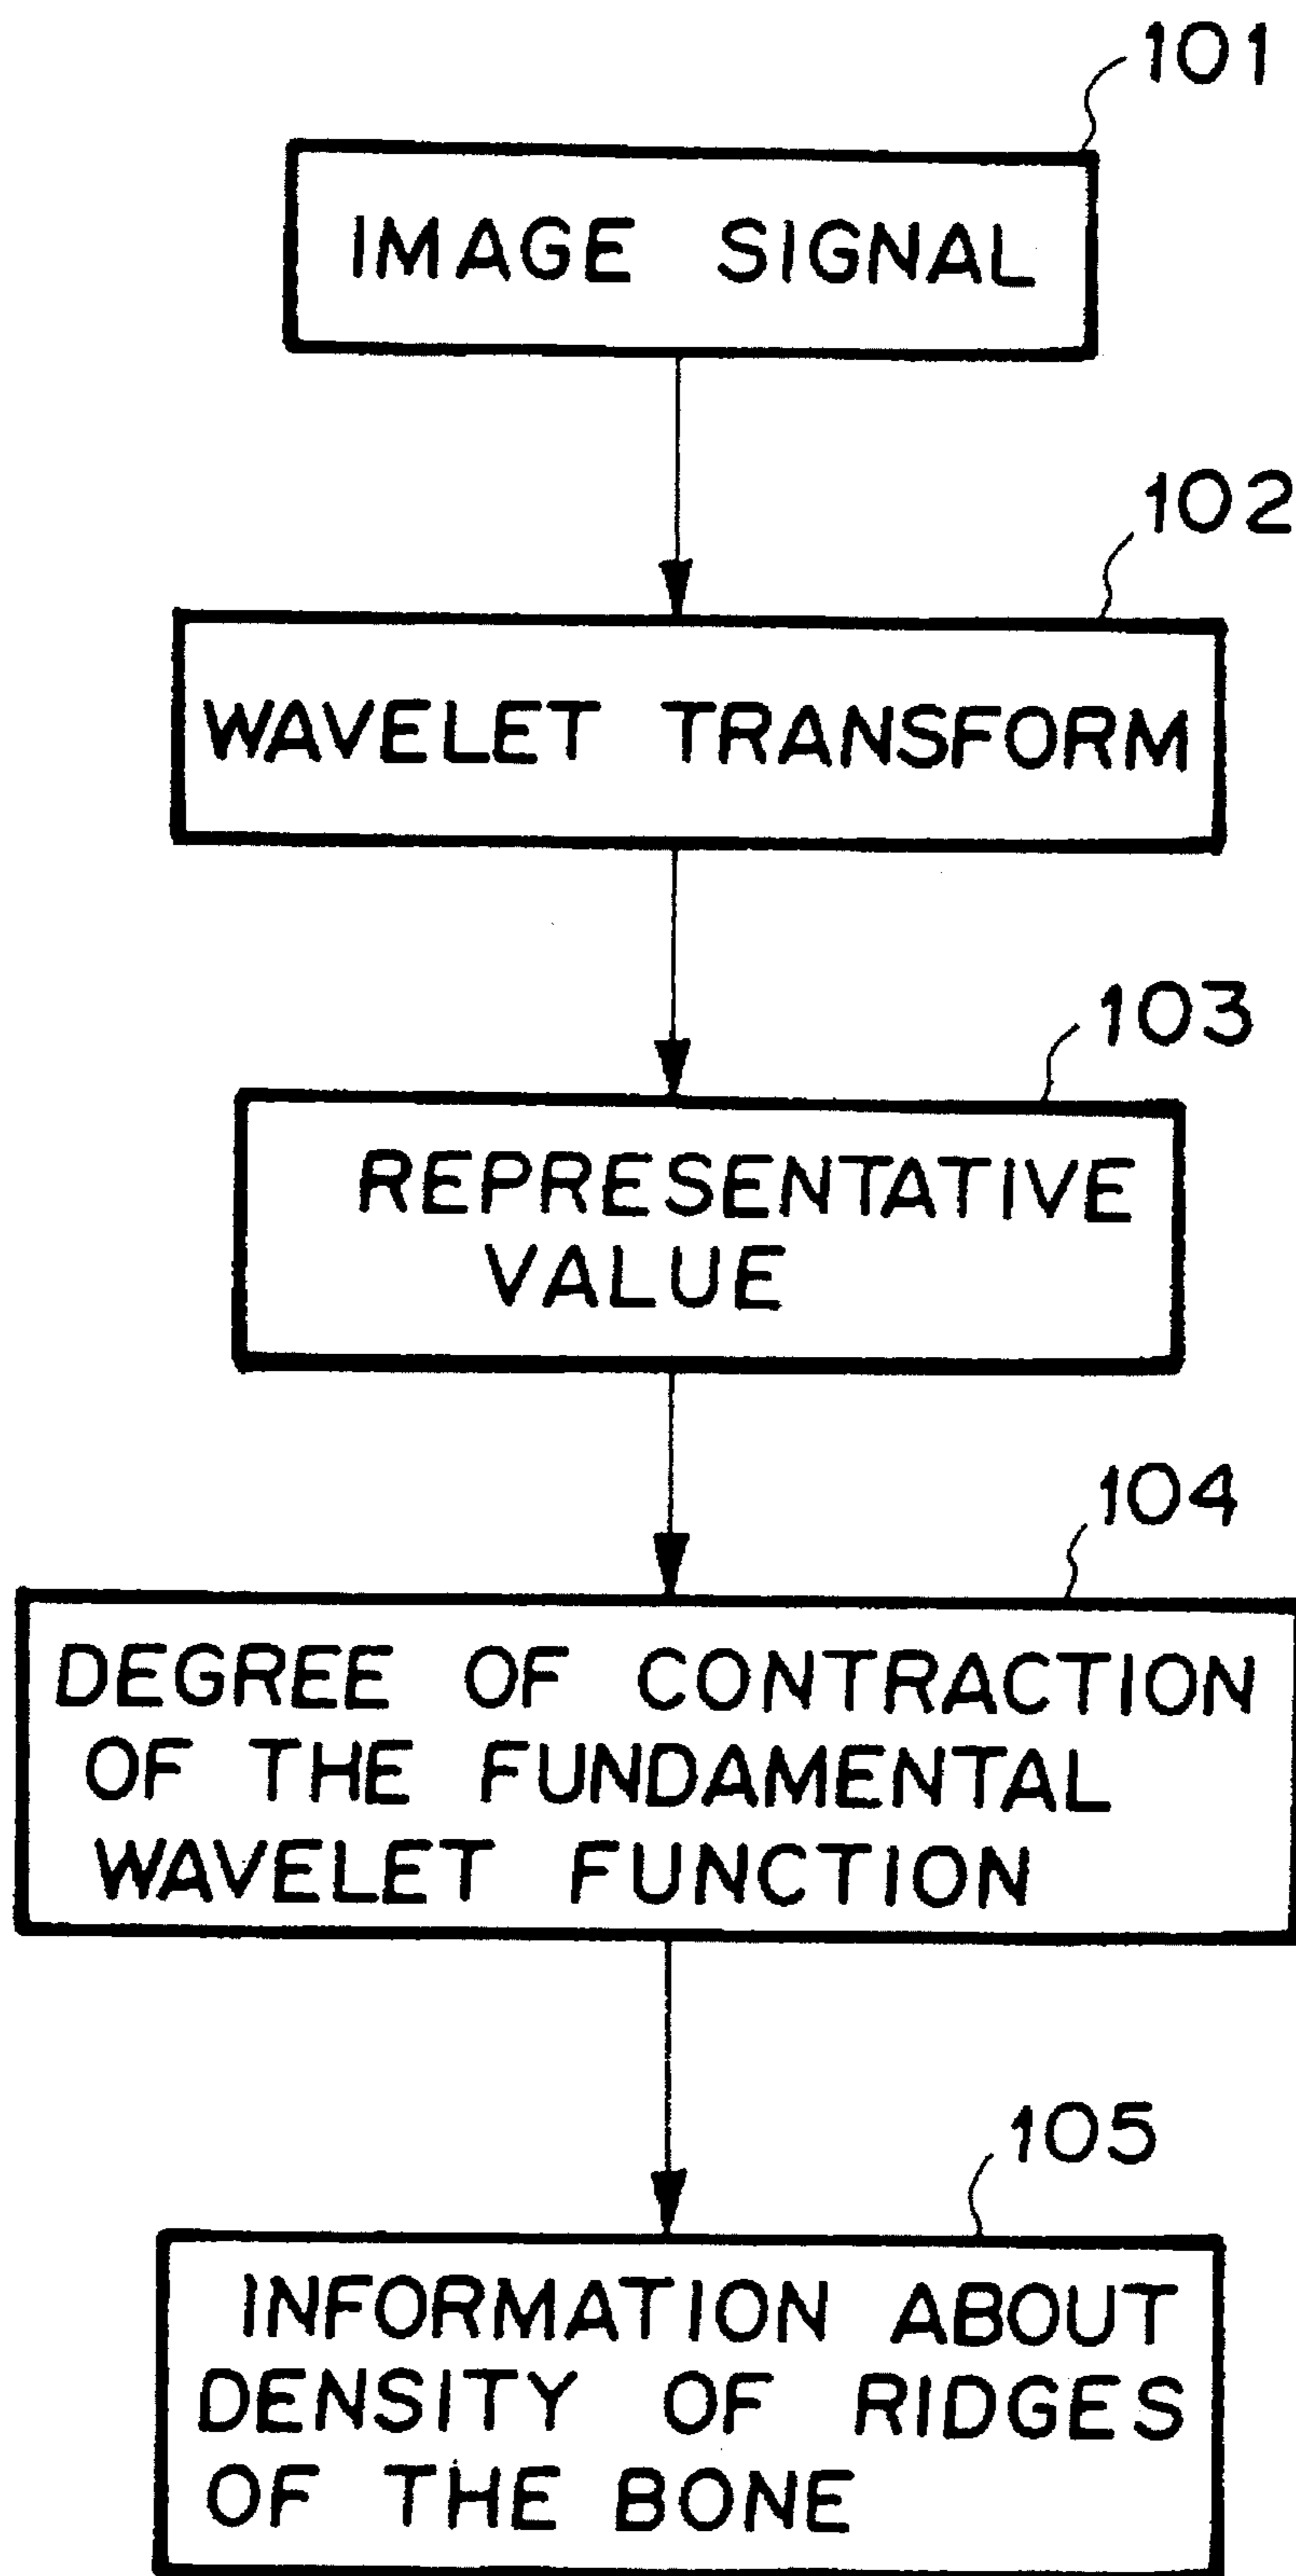 101
IMAGE SIGNAL
102
WAVELET TRANSFORM
103
REPRESENTATIVE
VALUE
104
DEGREE OF CONTRACTION
OF THE FUNDAMENTAL
WAVELET FUNCTION
105
INFORMATION ABOUT
DENSITY OF RIDGES
OF THE BONE